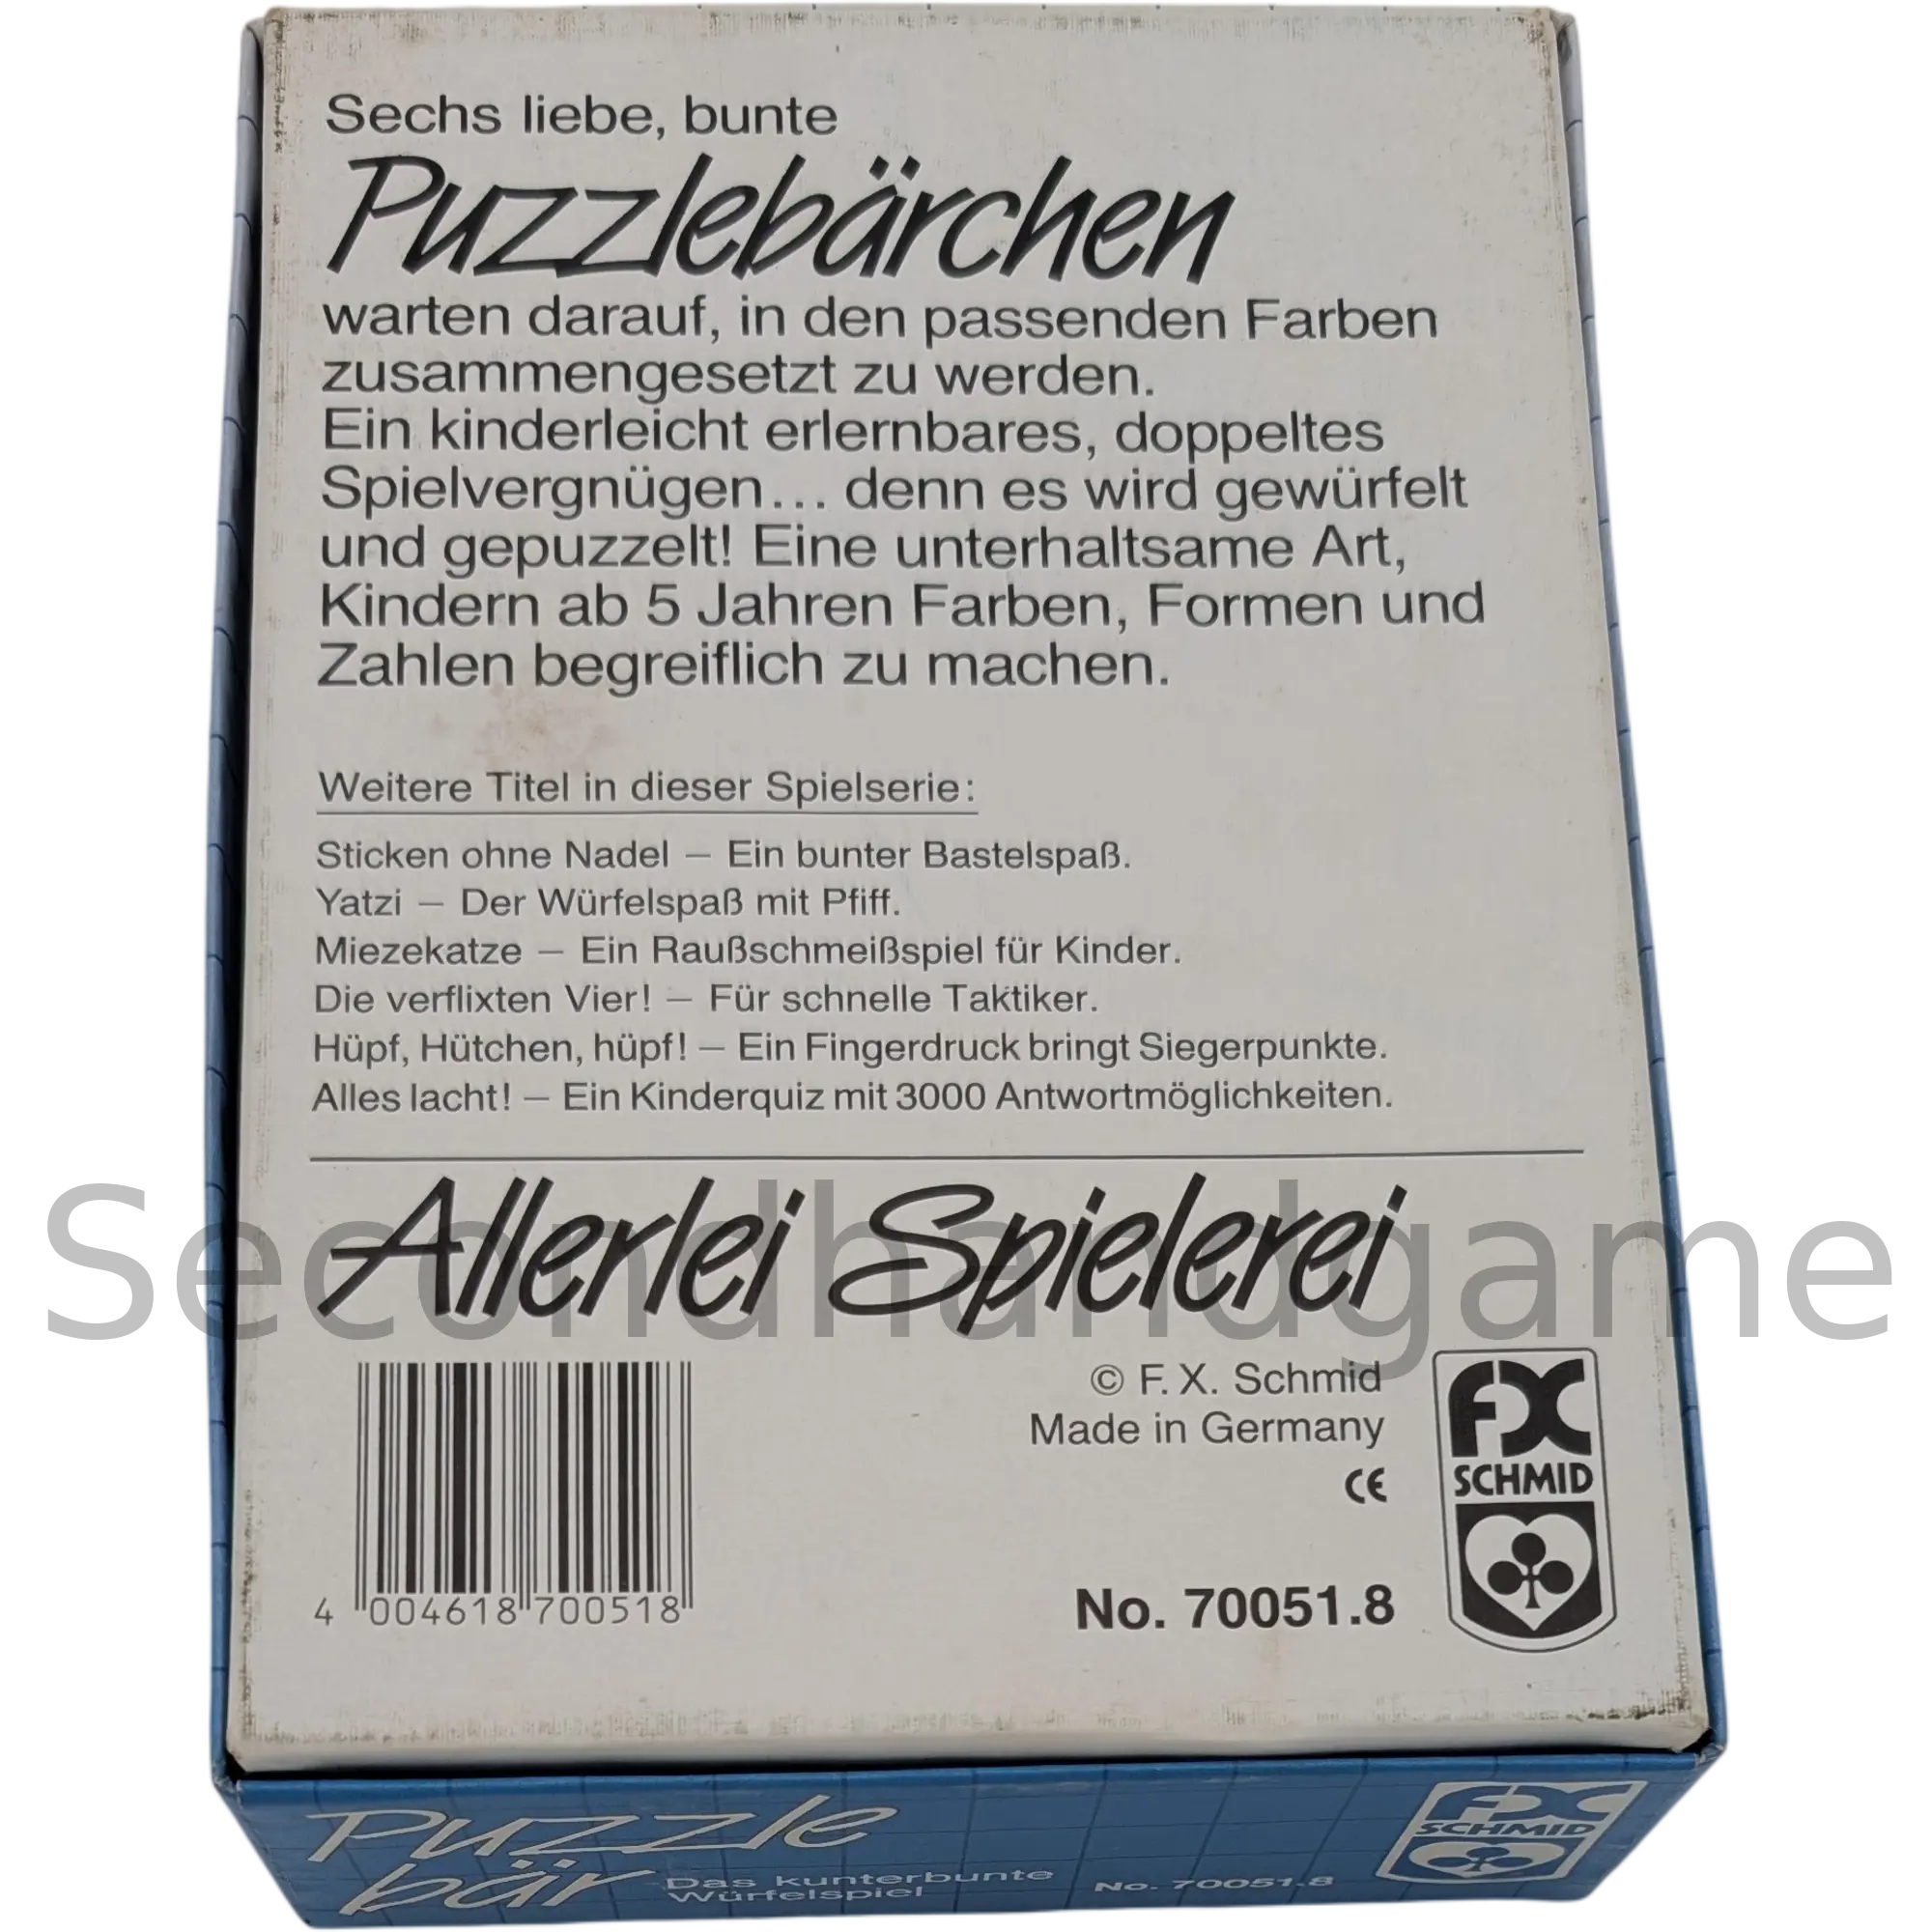 Sechs liebe, bunte
Puzzlebärchen
warten darauf, in den passenden Farben
zusammengesetzt zu werden.
Ein kinderleicht erlernbares, doppeltes
Spielvergnügen... denn es wird gewürfelt
und gepuzzelt! Eine unterhaltsame Art,
Kindern ab 5 Jahren Farben, Formen und
Zahlen begreiflich zu machen.
Weitere Titel in dieser Spielserie:
Sticken ohne Nadel – Ein bunter Bastelspaß.
Yatzi – Der Würfelspaß mit Pfiff.
Miezekatze – Ein Raußschmeißspiel für Kinder.
Die verflixten Vier! – Für schnelle Taktiker.
Hüpf, Hütchen, hüpf! – Ein Fingerdruck bringt Siegerpunkte.
Alles lacht! – Ein Kinderquiz mit 3000 Antwortmöglichkeiten.
Allerlei Spielerei
Secondhandgame
© F. X. Schmid
Made in Germany
CE
FX
SCHMID
4 004618 700518
No. 70051.8
Puzzle
bär
Das kunterbunte
Würfelspiel
No. 70051.8
FX
SCHMID